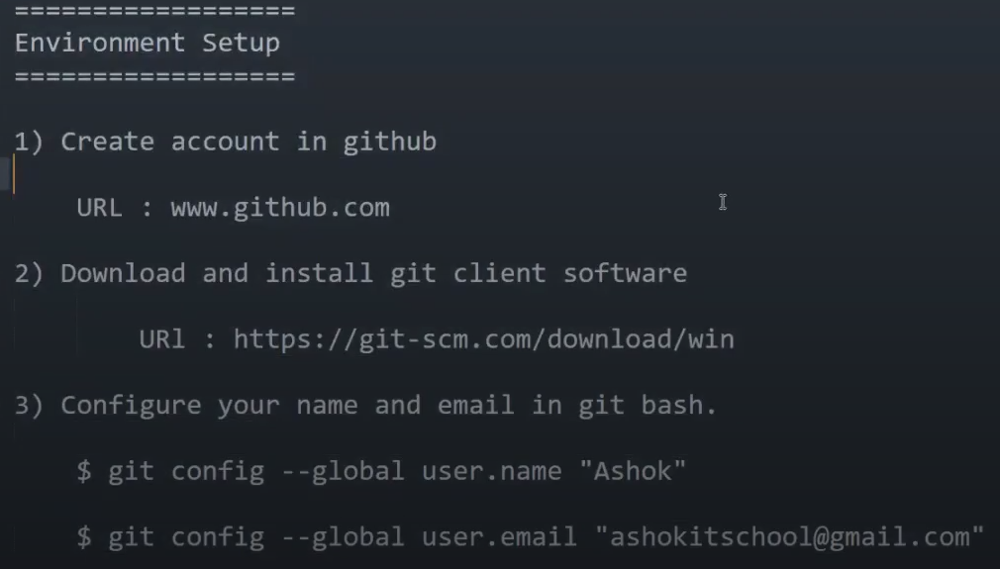 ==================
Environment Setup
==================
1) Create account in github
URL : www.github.com
2) Download and install git client software
URl : https://git-scm.com/download/win
3) Configure your name and email in git bash.
$ git config --global user.name "Ashok"
$ git config --global user.email "ashokitschool@gmail.com"